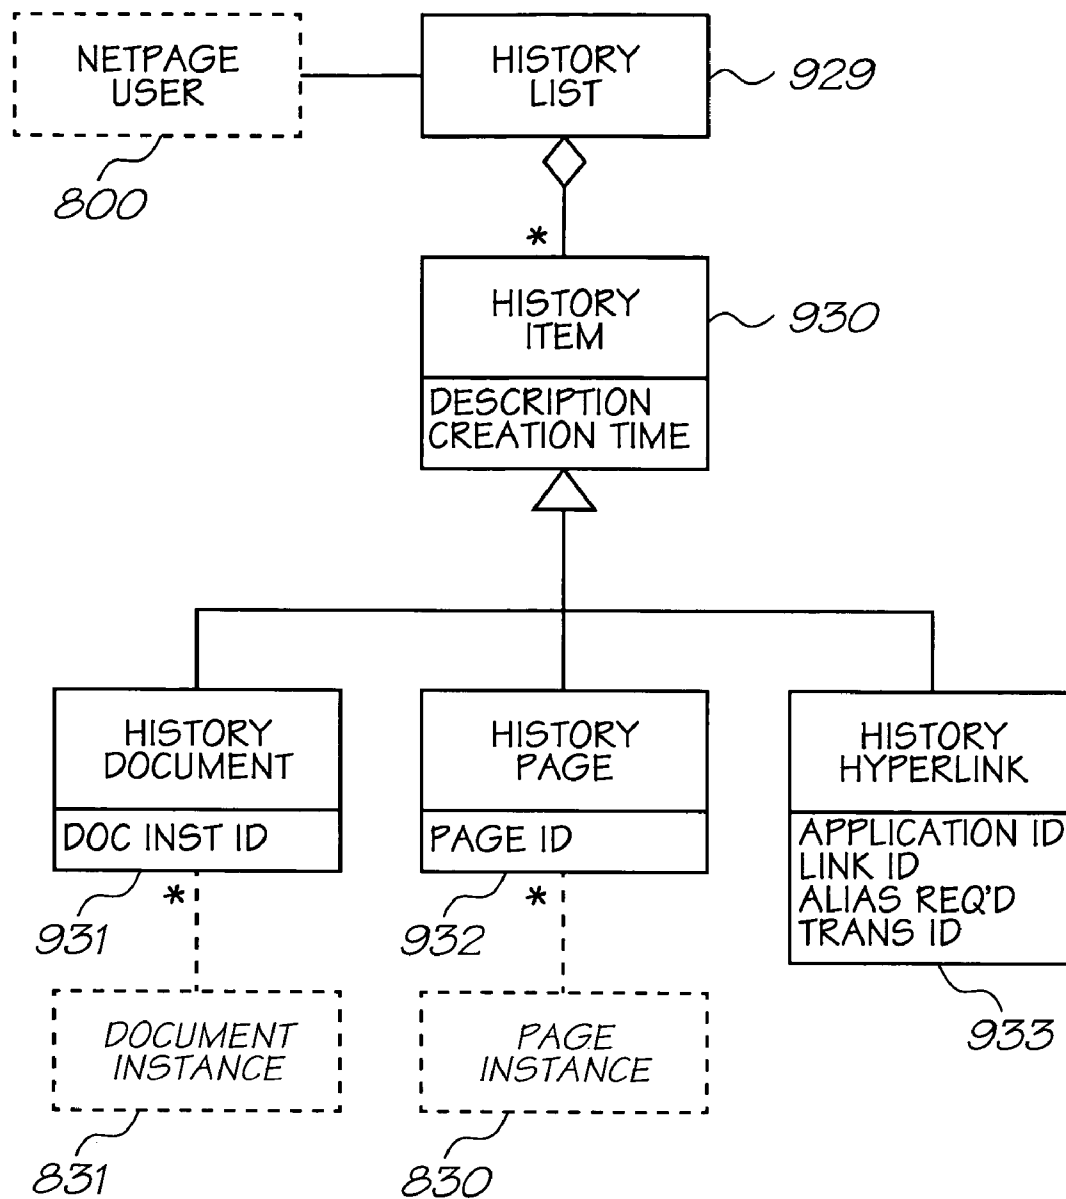 NETPAGE
USER
800
HISTORY
LIST
929
*
HISTORY
ITEM
930
DESCRIPTION
CREATION TIME
HISTORY
DOCUMENT
DOC INST ID
931
*
HISTORY
PAGE
PAGE ID
932
*
HISTORY
HYPERLINK
APPLICATION ID
LINK ID
ALIAS REQ'D
TRANS ID
933
DOCUMENT
INSTANCE
831
PAGE
INSTANCE
830